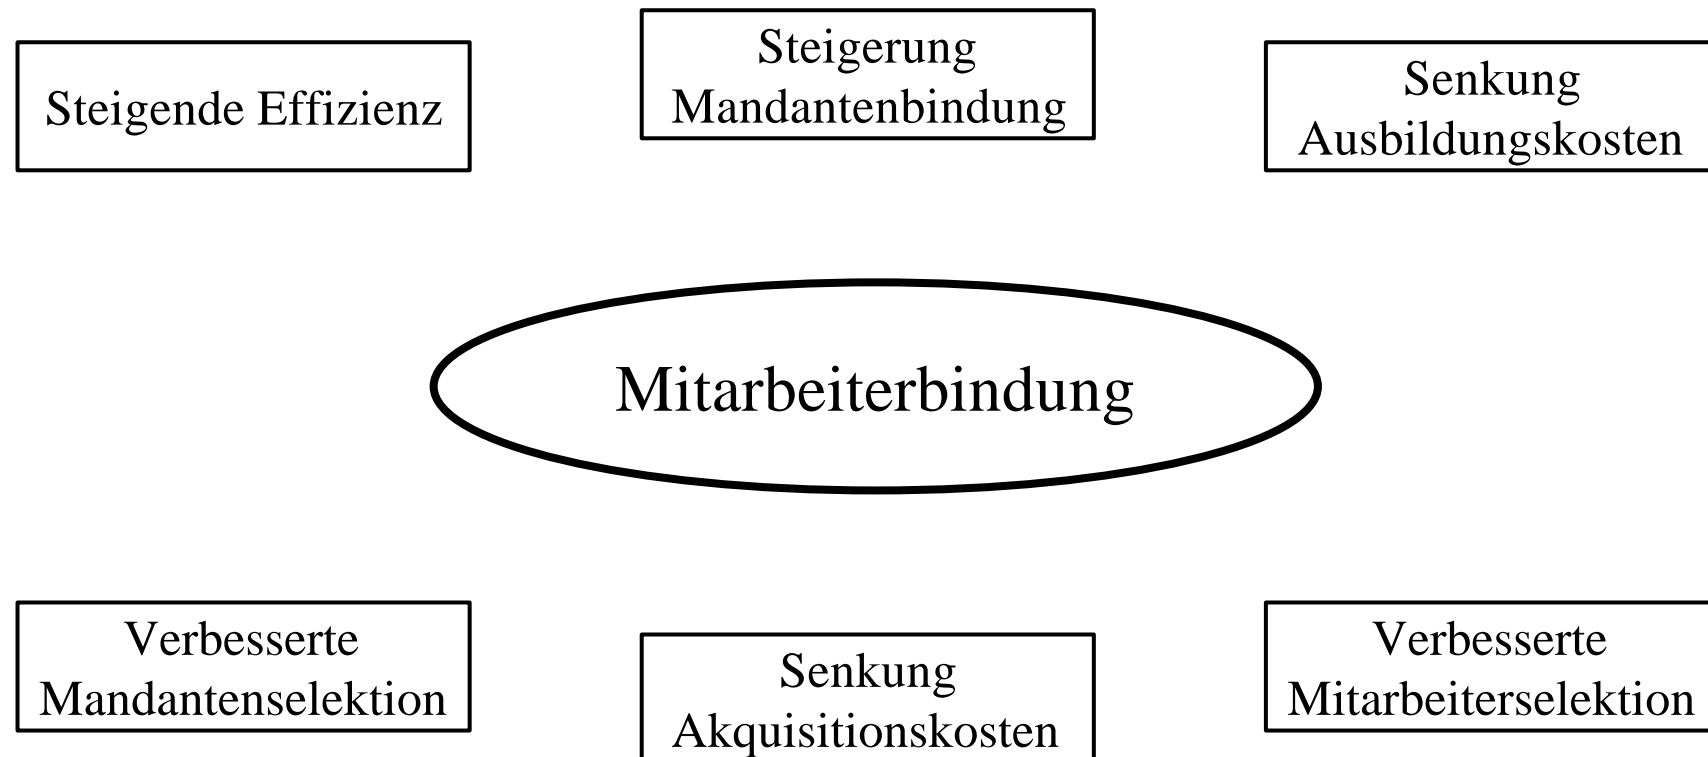 Steigende Effizienz
Steigerung
Mandantenbindung
Senkung
Ausbildungskosten
Mitarbeiterbindung
Verbesserte
Mandantenselektion
Senkung
Akquisitionskosten
Verbesserte
Mitarbeiterselektion